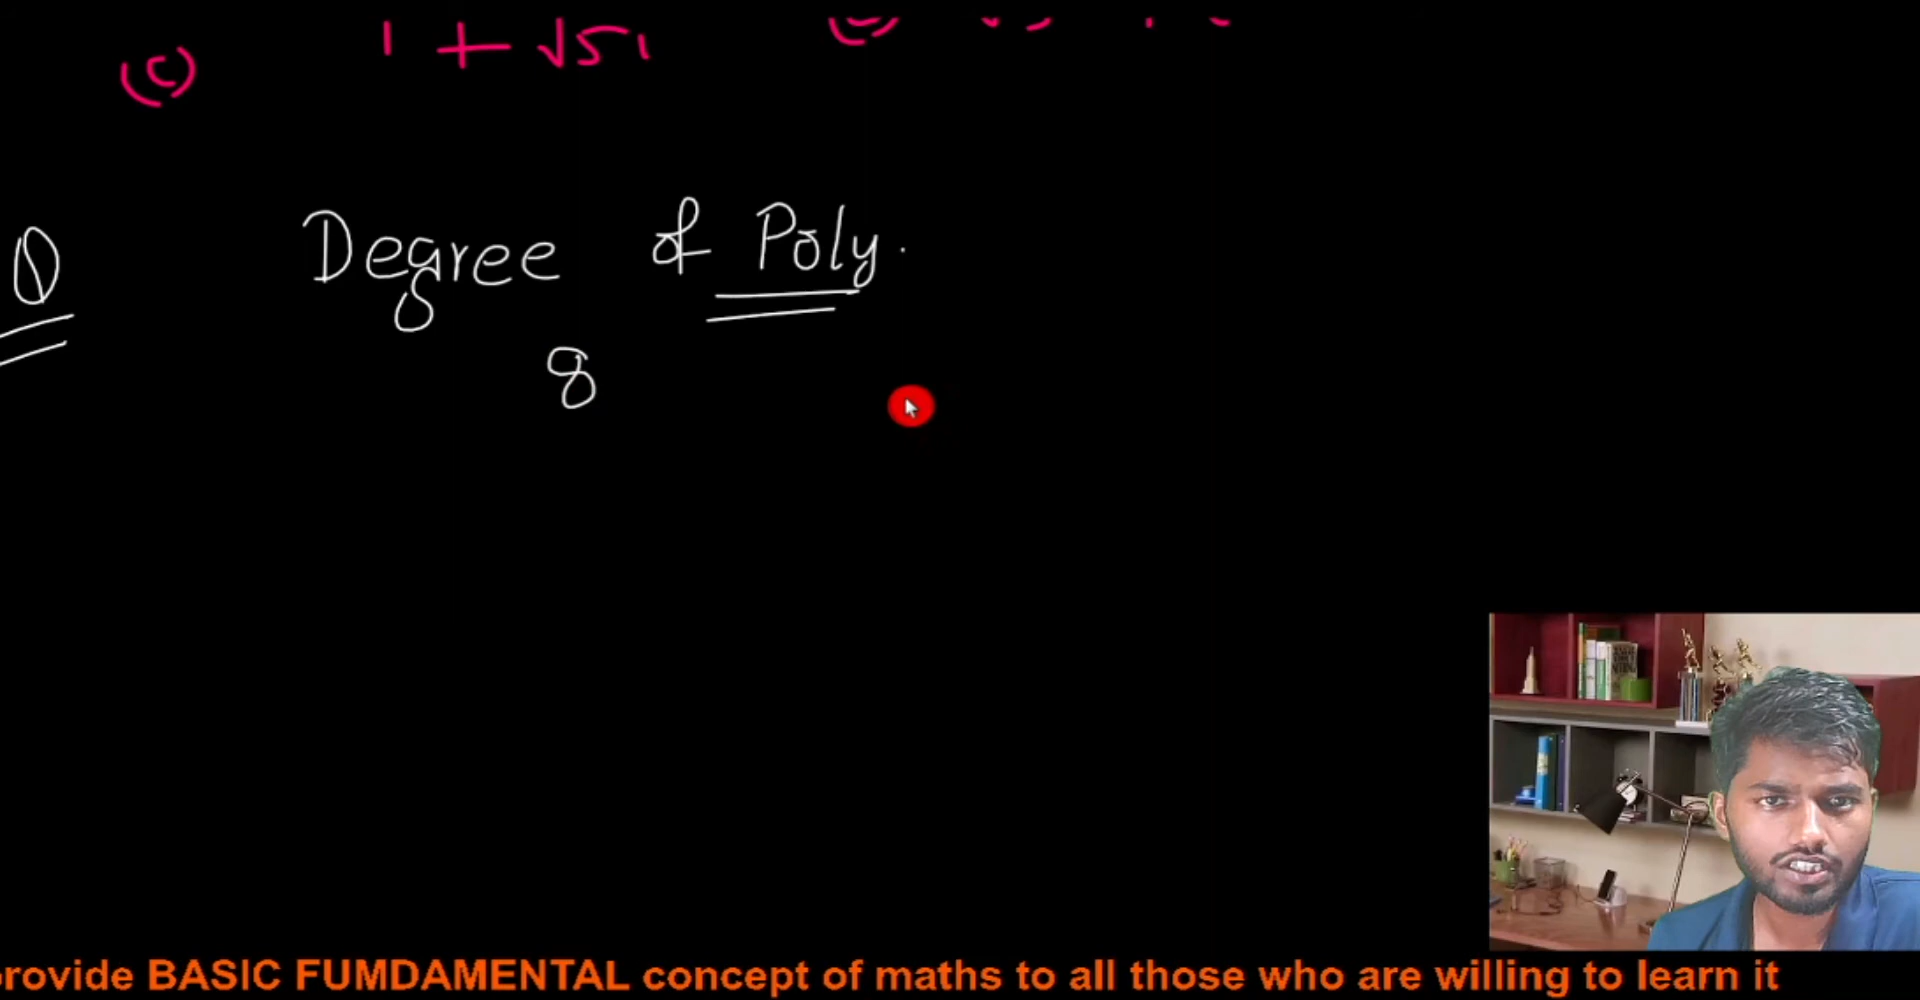 (c) 1 + √51
Q Degree of Poly.
8
provide BASIC FUMDAMENTAL concept of maths to all those who are willing to learn it